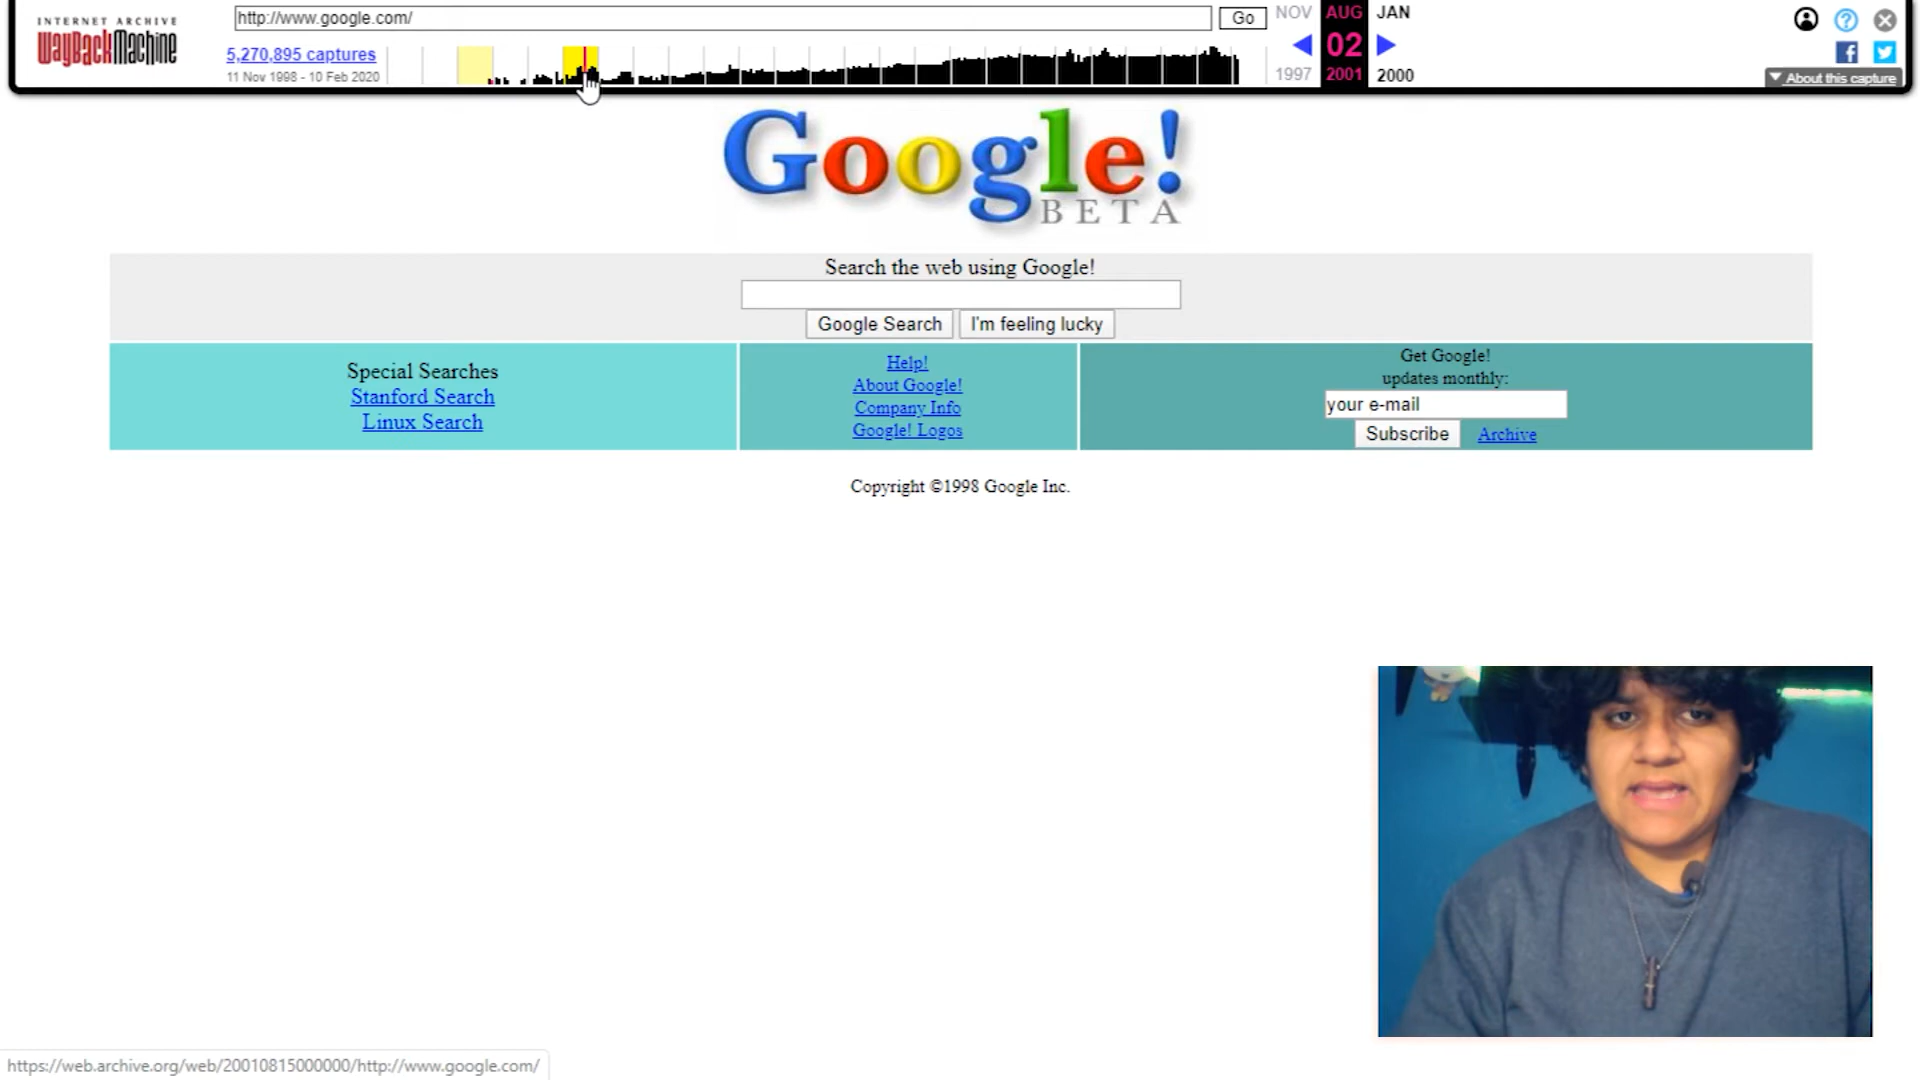 INTERNET ARCHIVE
WayBackMachine
http://www.google.com/
Go
5,270,895 captures
11 Nov 1998 - 10 Feb 2020
NOV AUG JAN
02
1997 2001 2000
About this capture
Google!
BETA
Search the web using Google!
Google Search I'm feeling lucky
Special Searches
Stanford Search
Linux Search
Help!
About Google!
Company Info
Google! Logos
Get Google!
updates monthly:
your e-mail
Subscribe Archive
Copyright ©1998 Google Inc.
https://web.archive.org/web/20010815000000/http://www.google.com/